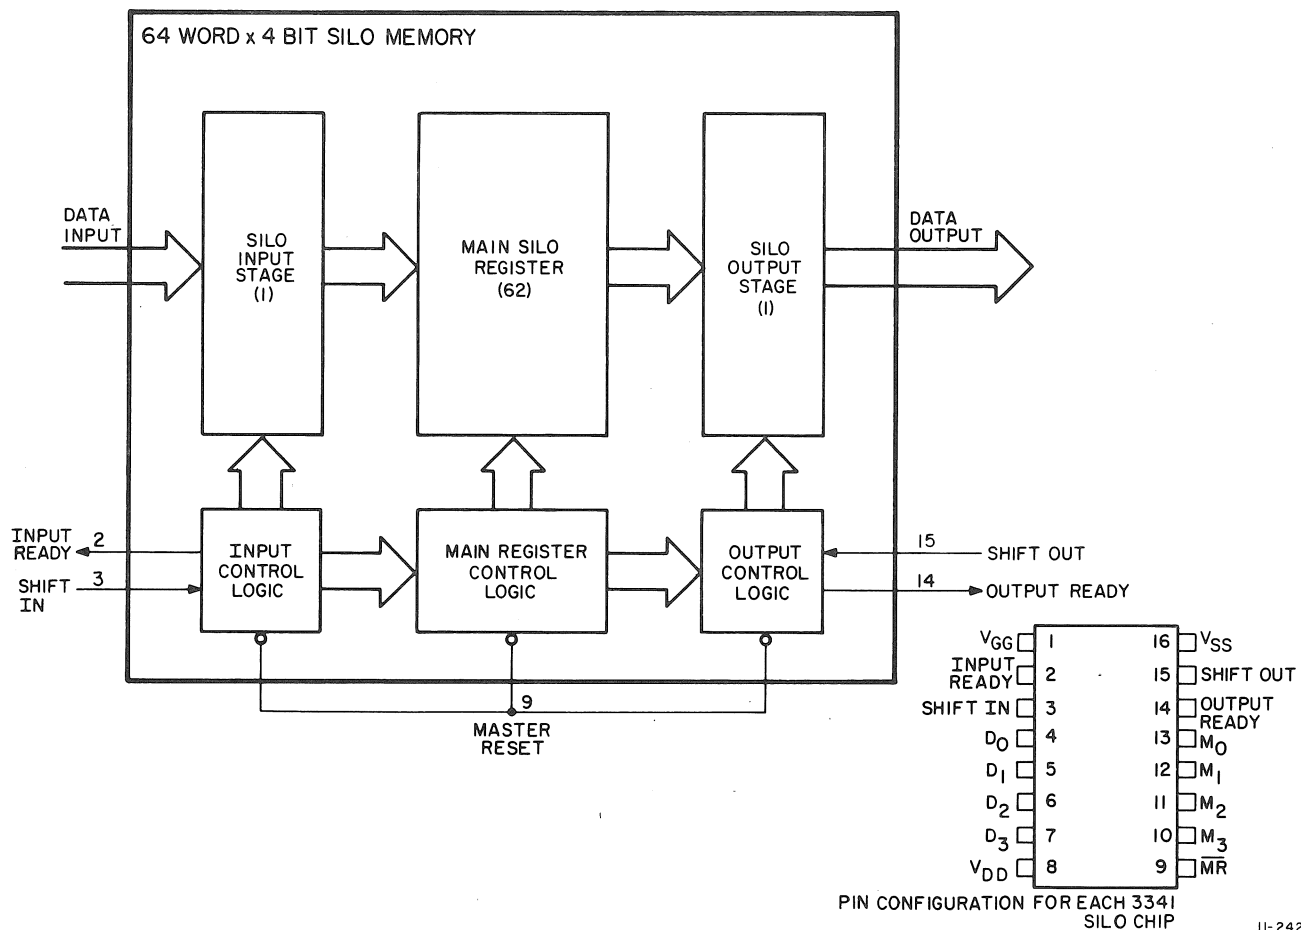 64 WORD x 4 BIT SILO MEMORY
DATA
INPUT
SILO
INPUT
STAGE
(1)
MAIN SILO
REGISTER
(62)
SILO
OUTPUT
STAGE
(1)
DATA
OUTPUT
INPUT
READY
2
SHIFT
IN
3
INPUT
CONTROL
LOGIC
MAIN REGISTER
CONTROL
LOGIC
OUTPUT
CONTROL
LOGIC
15
SHIFT OUT
14
OUTPUT READY
9
MASTER
RESET
VGG 1 16 VSS
INPUT
READY 2 15 SHIFT OUT
SHIFT IN 3 14 OUTPUT
READY
D0 4 13 M0
D1 5 12 M1
D2 6 11 M2
D3 7 10 M3
VDD 8 9 M̅R̅
PIN CONFIGURATION FOR EACH 3341
SILO CHIP
11-242